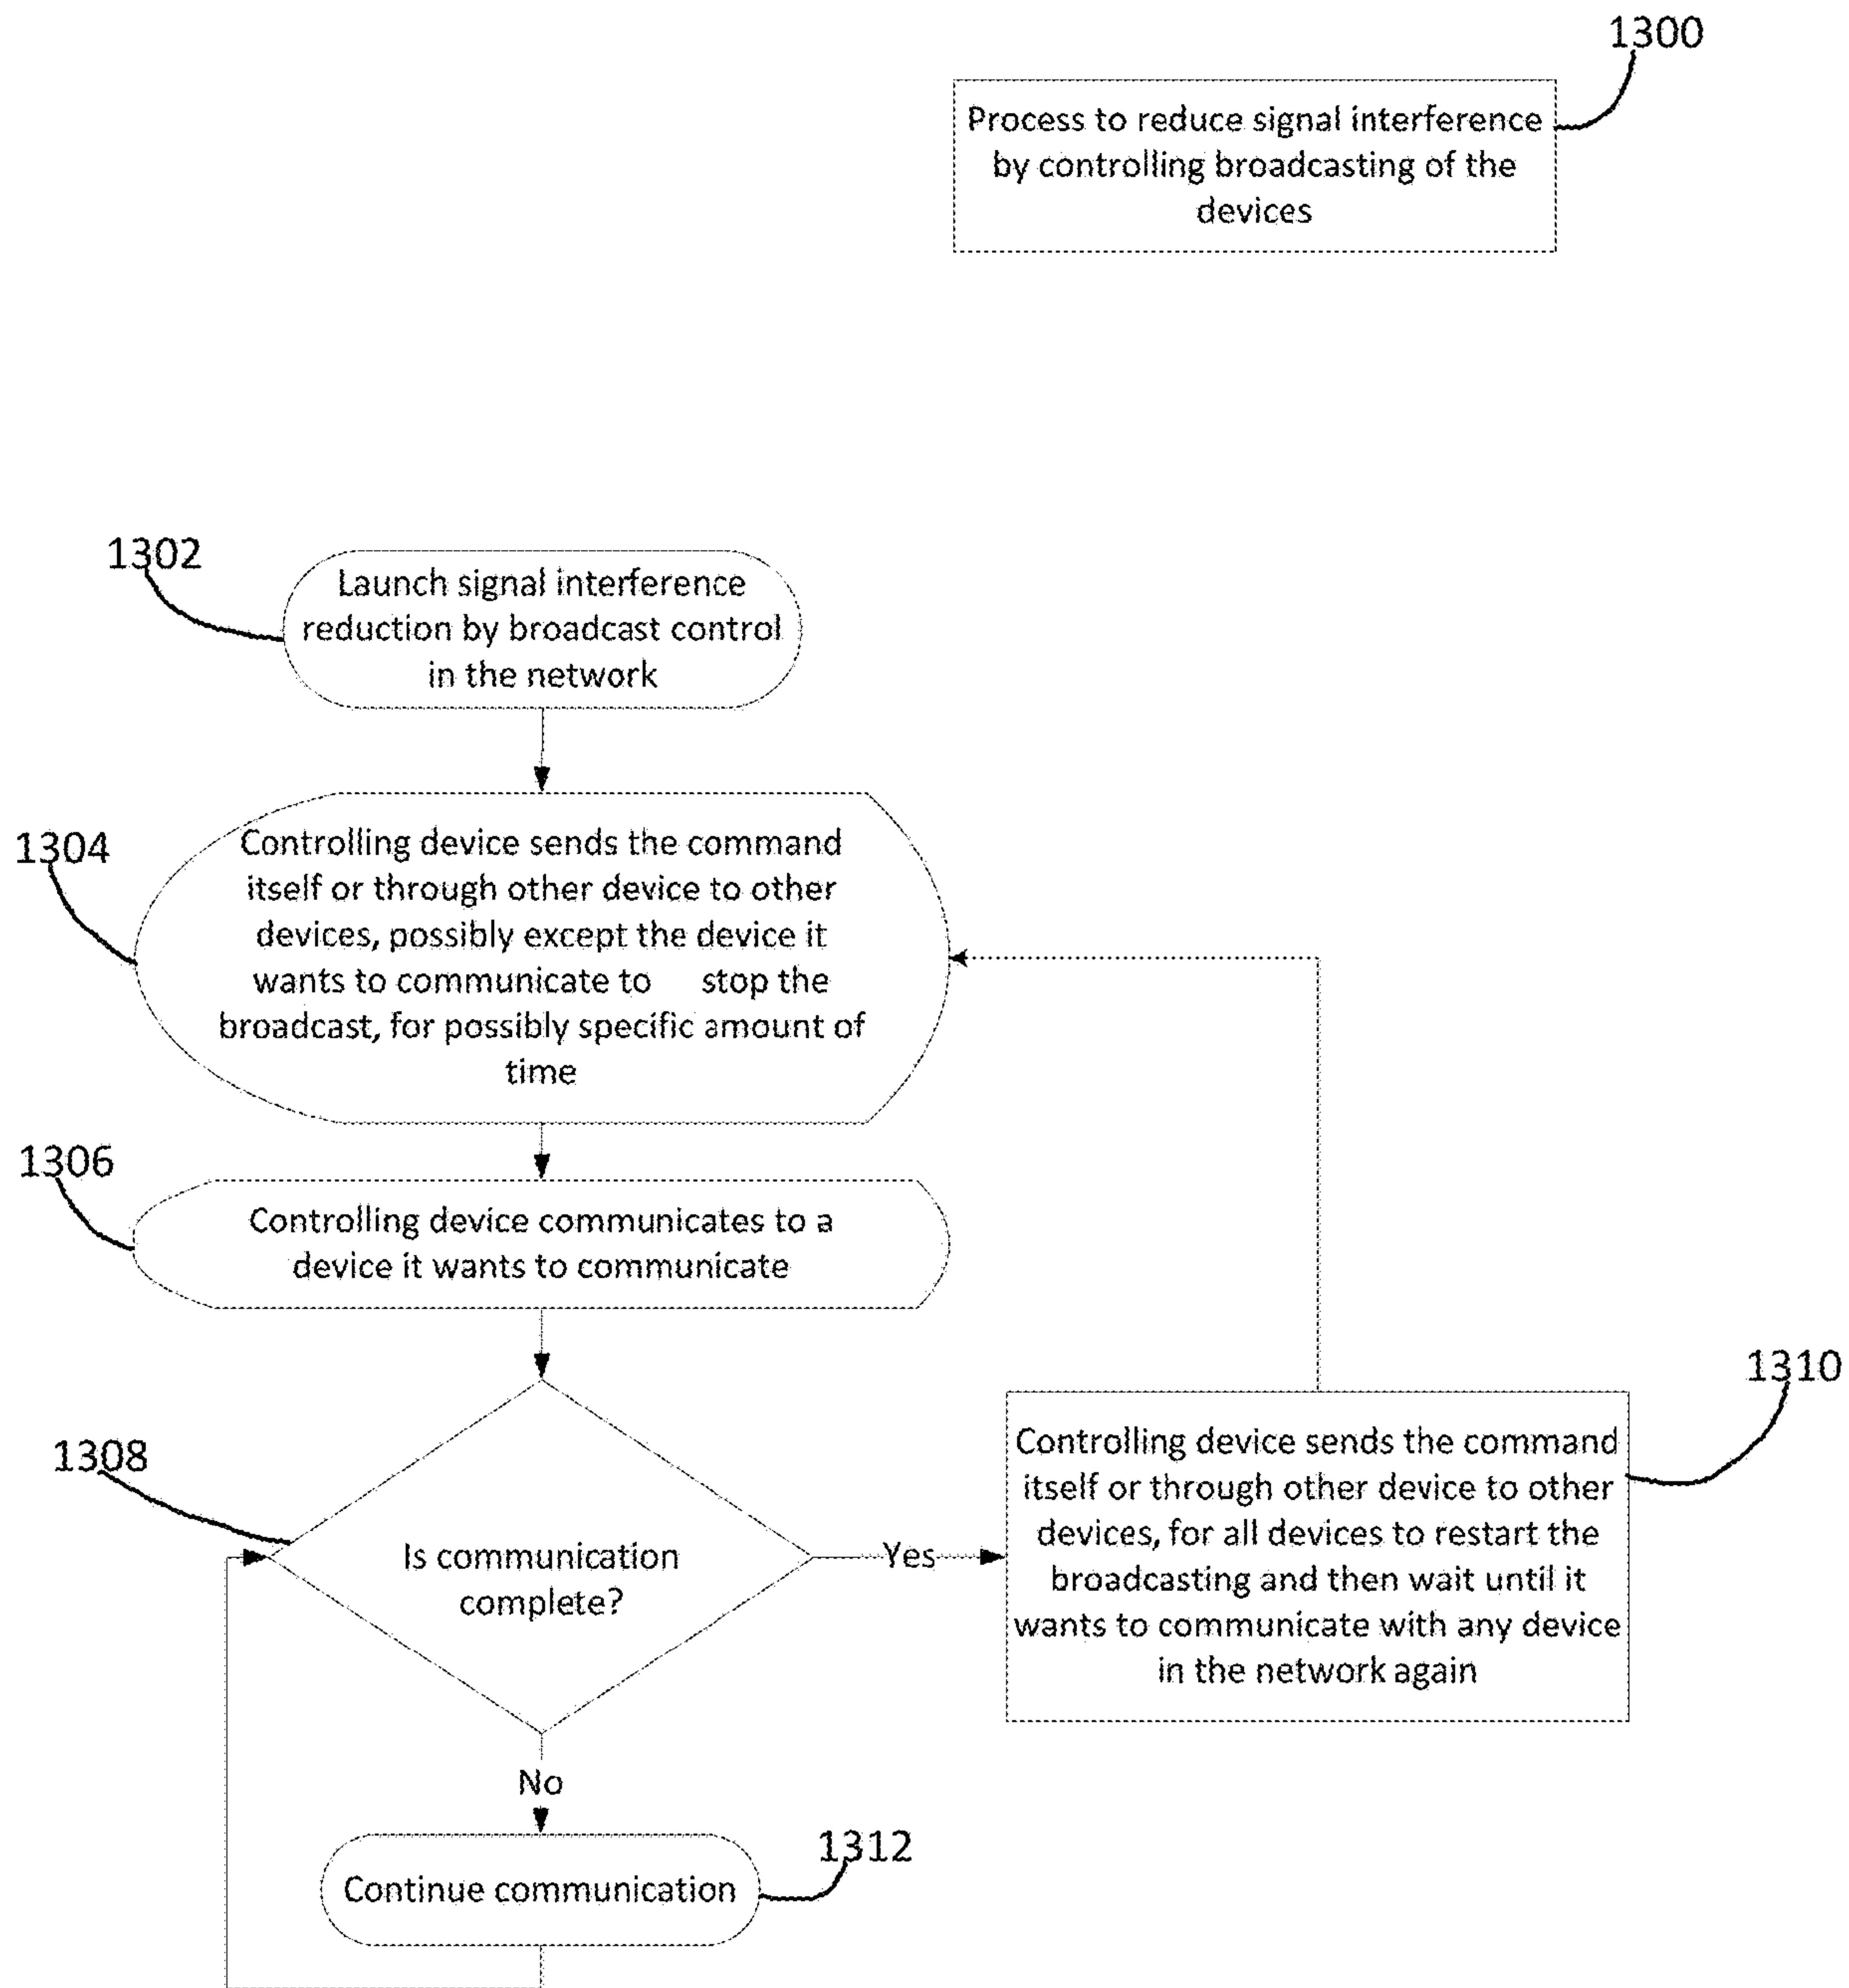 1300
Process to reduce signal interference
by controlling broadcasting of the
devices
1302
Launch signal interference
reduction by broadcast control
in the network
1304
Controlling device sends the command
itself or through other device to other
devices, possibly except the device it
wants to communicate to stop the
broadcast, for possibly specific amount of
time
1306
Controlling device communicates to a
device it wants to communicate
1308
Is communication
complete?
Yes
1310
Controlling device sends the command
itself or through other device to other
devices, for all devices to restart the
broadcasting and then wait until it
wants to communicate with any device
in the network again
No
1312
Continue communication